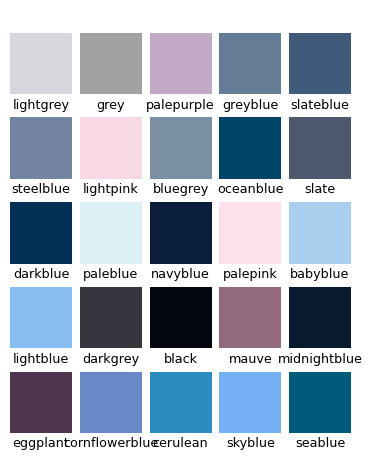 lightgrey grey palepurple greyblue slateblue
steelblue lightpink bluegrey oceanblue slate
darkblue paleblue navyblue palepink babyblue
lightblue darkgrey black mauve midnightblue
eggplant cornflowerblue cerulean skyblue seablue